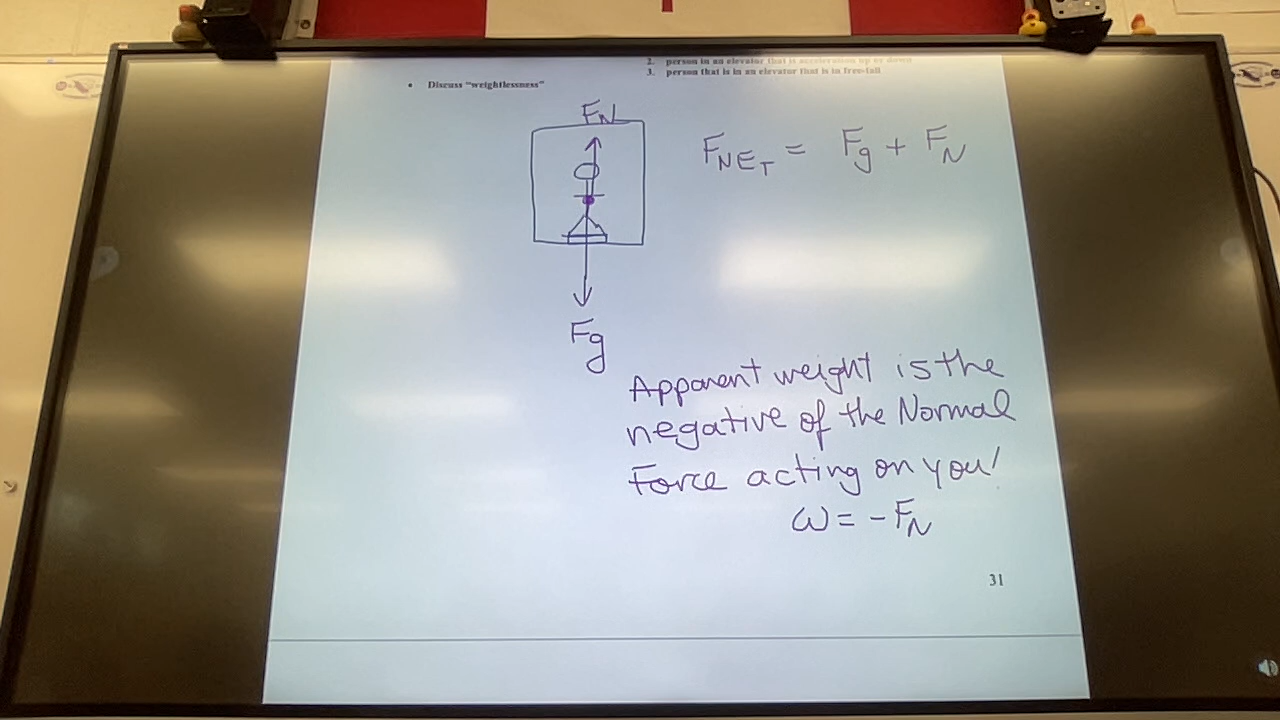 2. person in an elevator that is acceleration up or down
3. person that is in an elevator that is in free-fall
• Discuss "weightlessness"
FN
FNET = Fg + FN
Fg
Apparent weight is the
negative of the Normal
Force acting on you!
ω = -FN
31